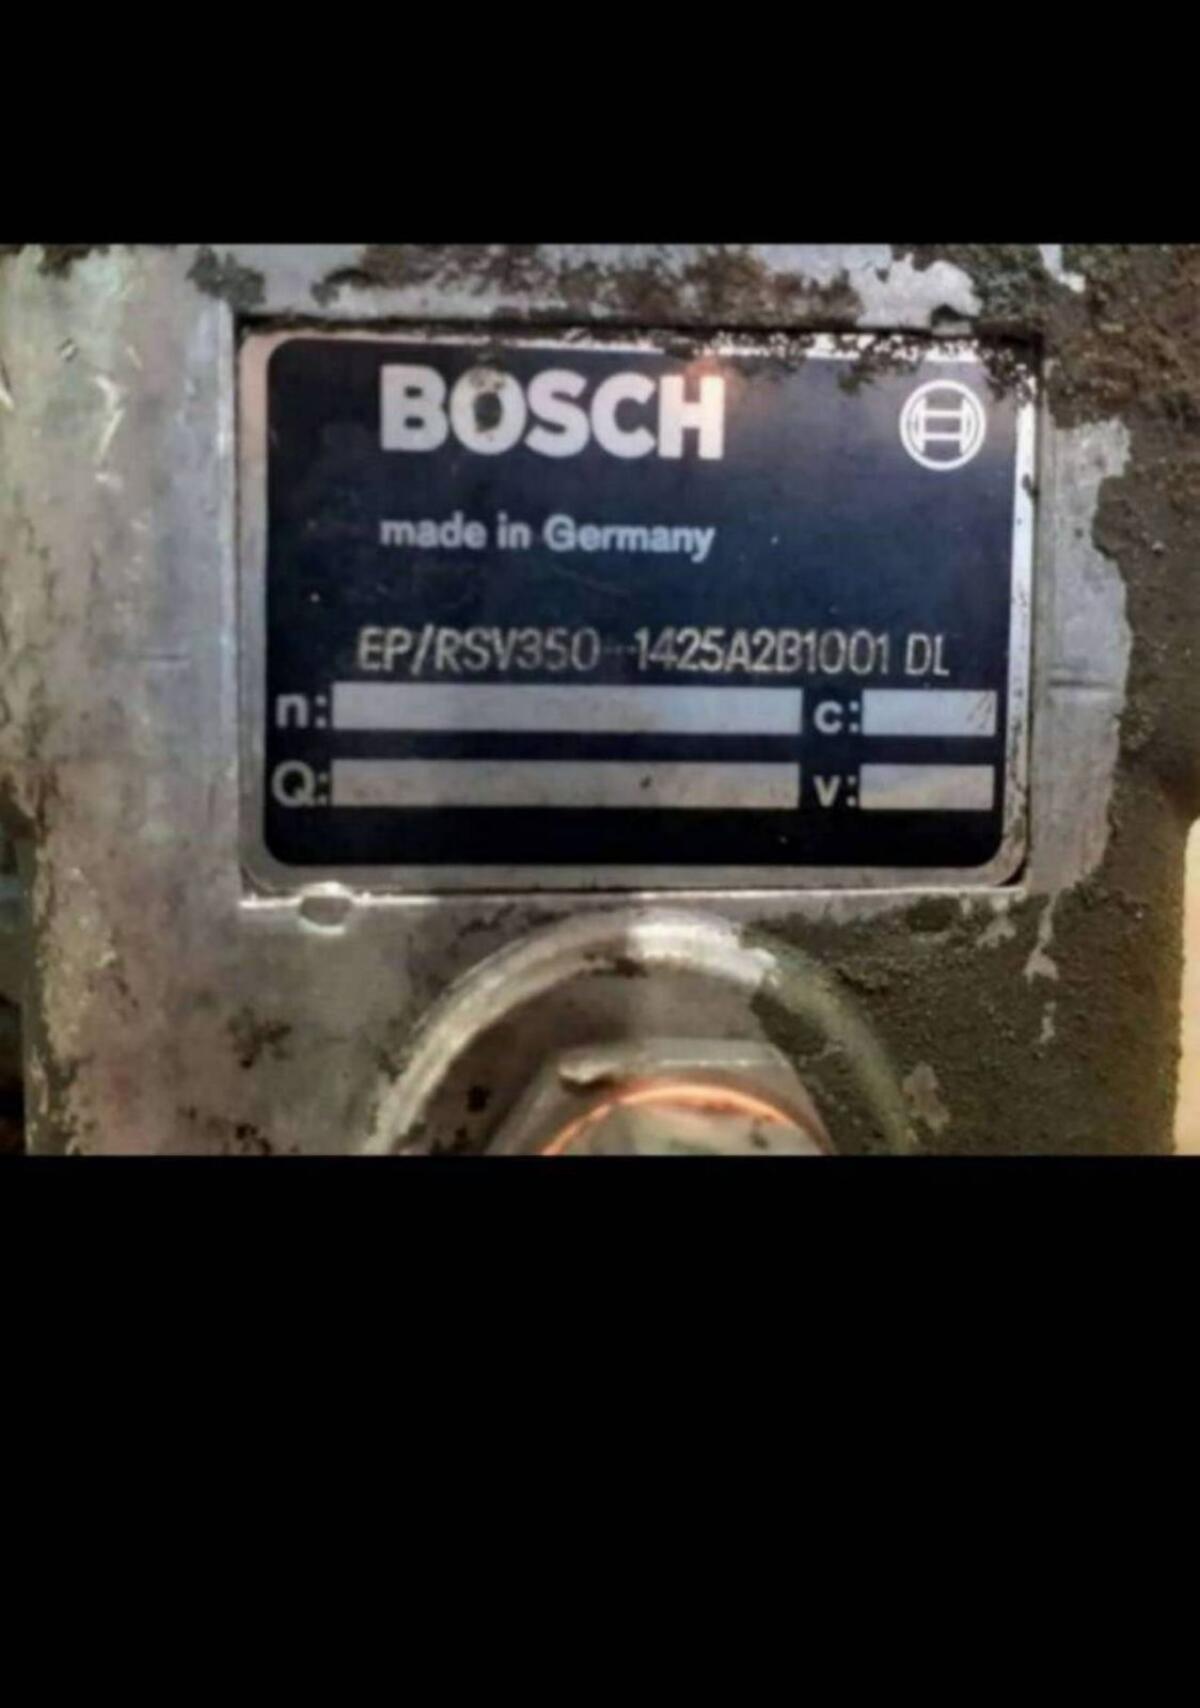 BOSCH
made in Germany
EP/RSV350--1425A2B1001 DL
n: c:
Q: v: